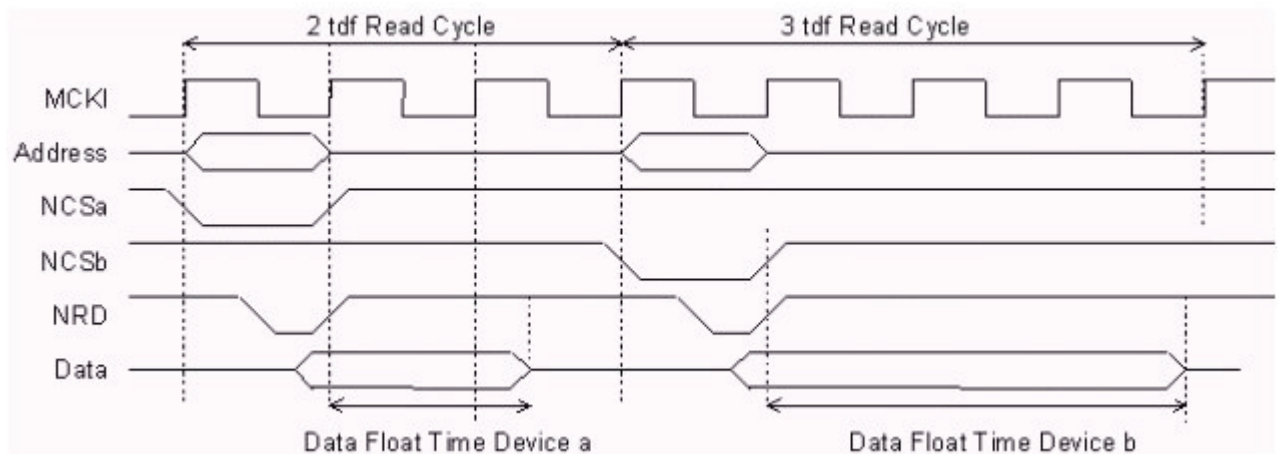 2 tdf Read Cycle
3 tdf Read Cycle
MCKI
Address
NCSa
NCSb
NRD
Data
Data Float Time Device a
Data Float Time Device b